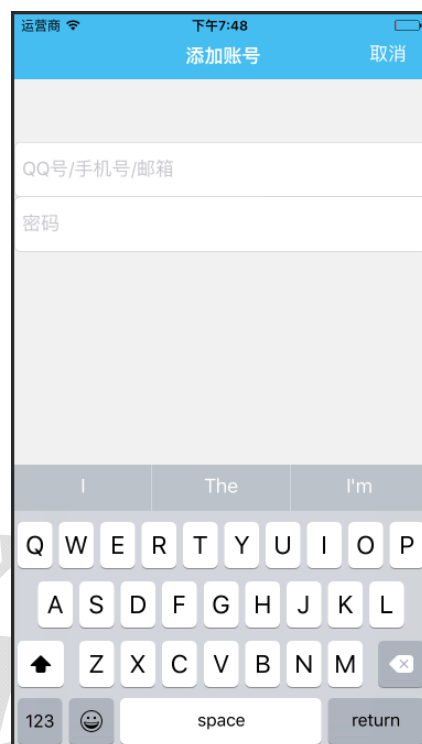 运营商 下午7:48
添加账号 取消
QQ号/手机号/邮箱
密码
I The I'm
Q W E R T Y U I O P
A S D F G H J K L
Z X C V B N M
123 space return